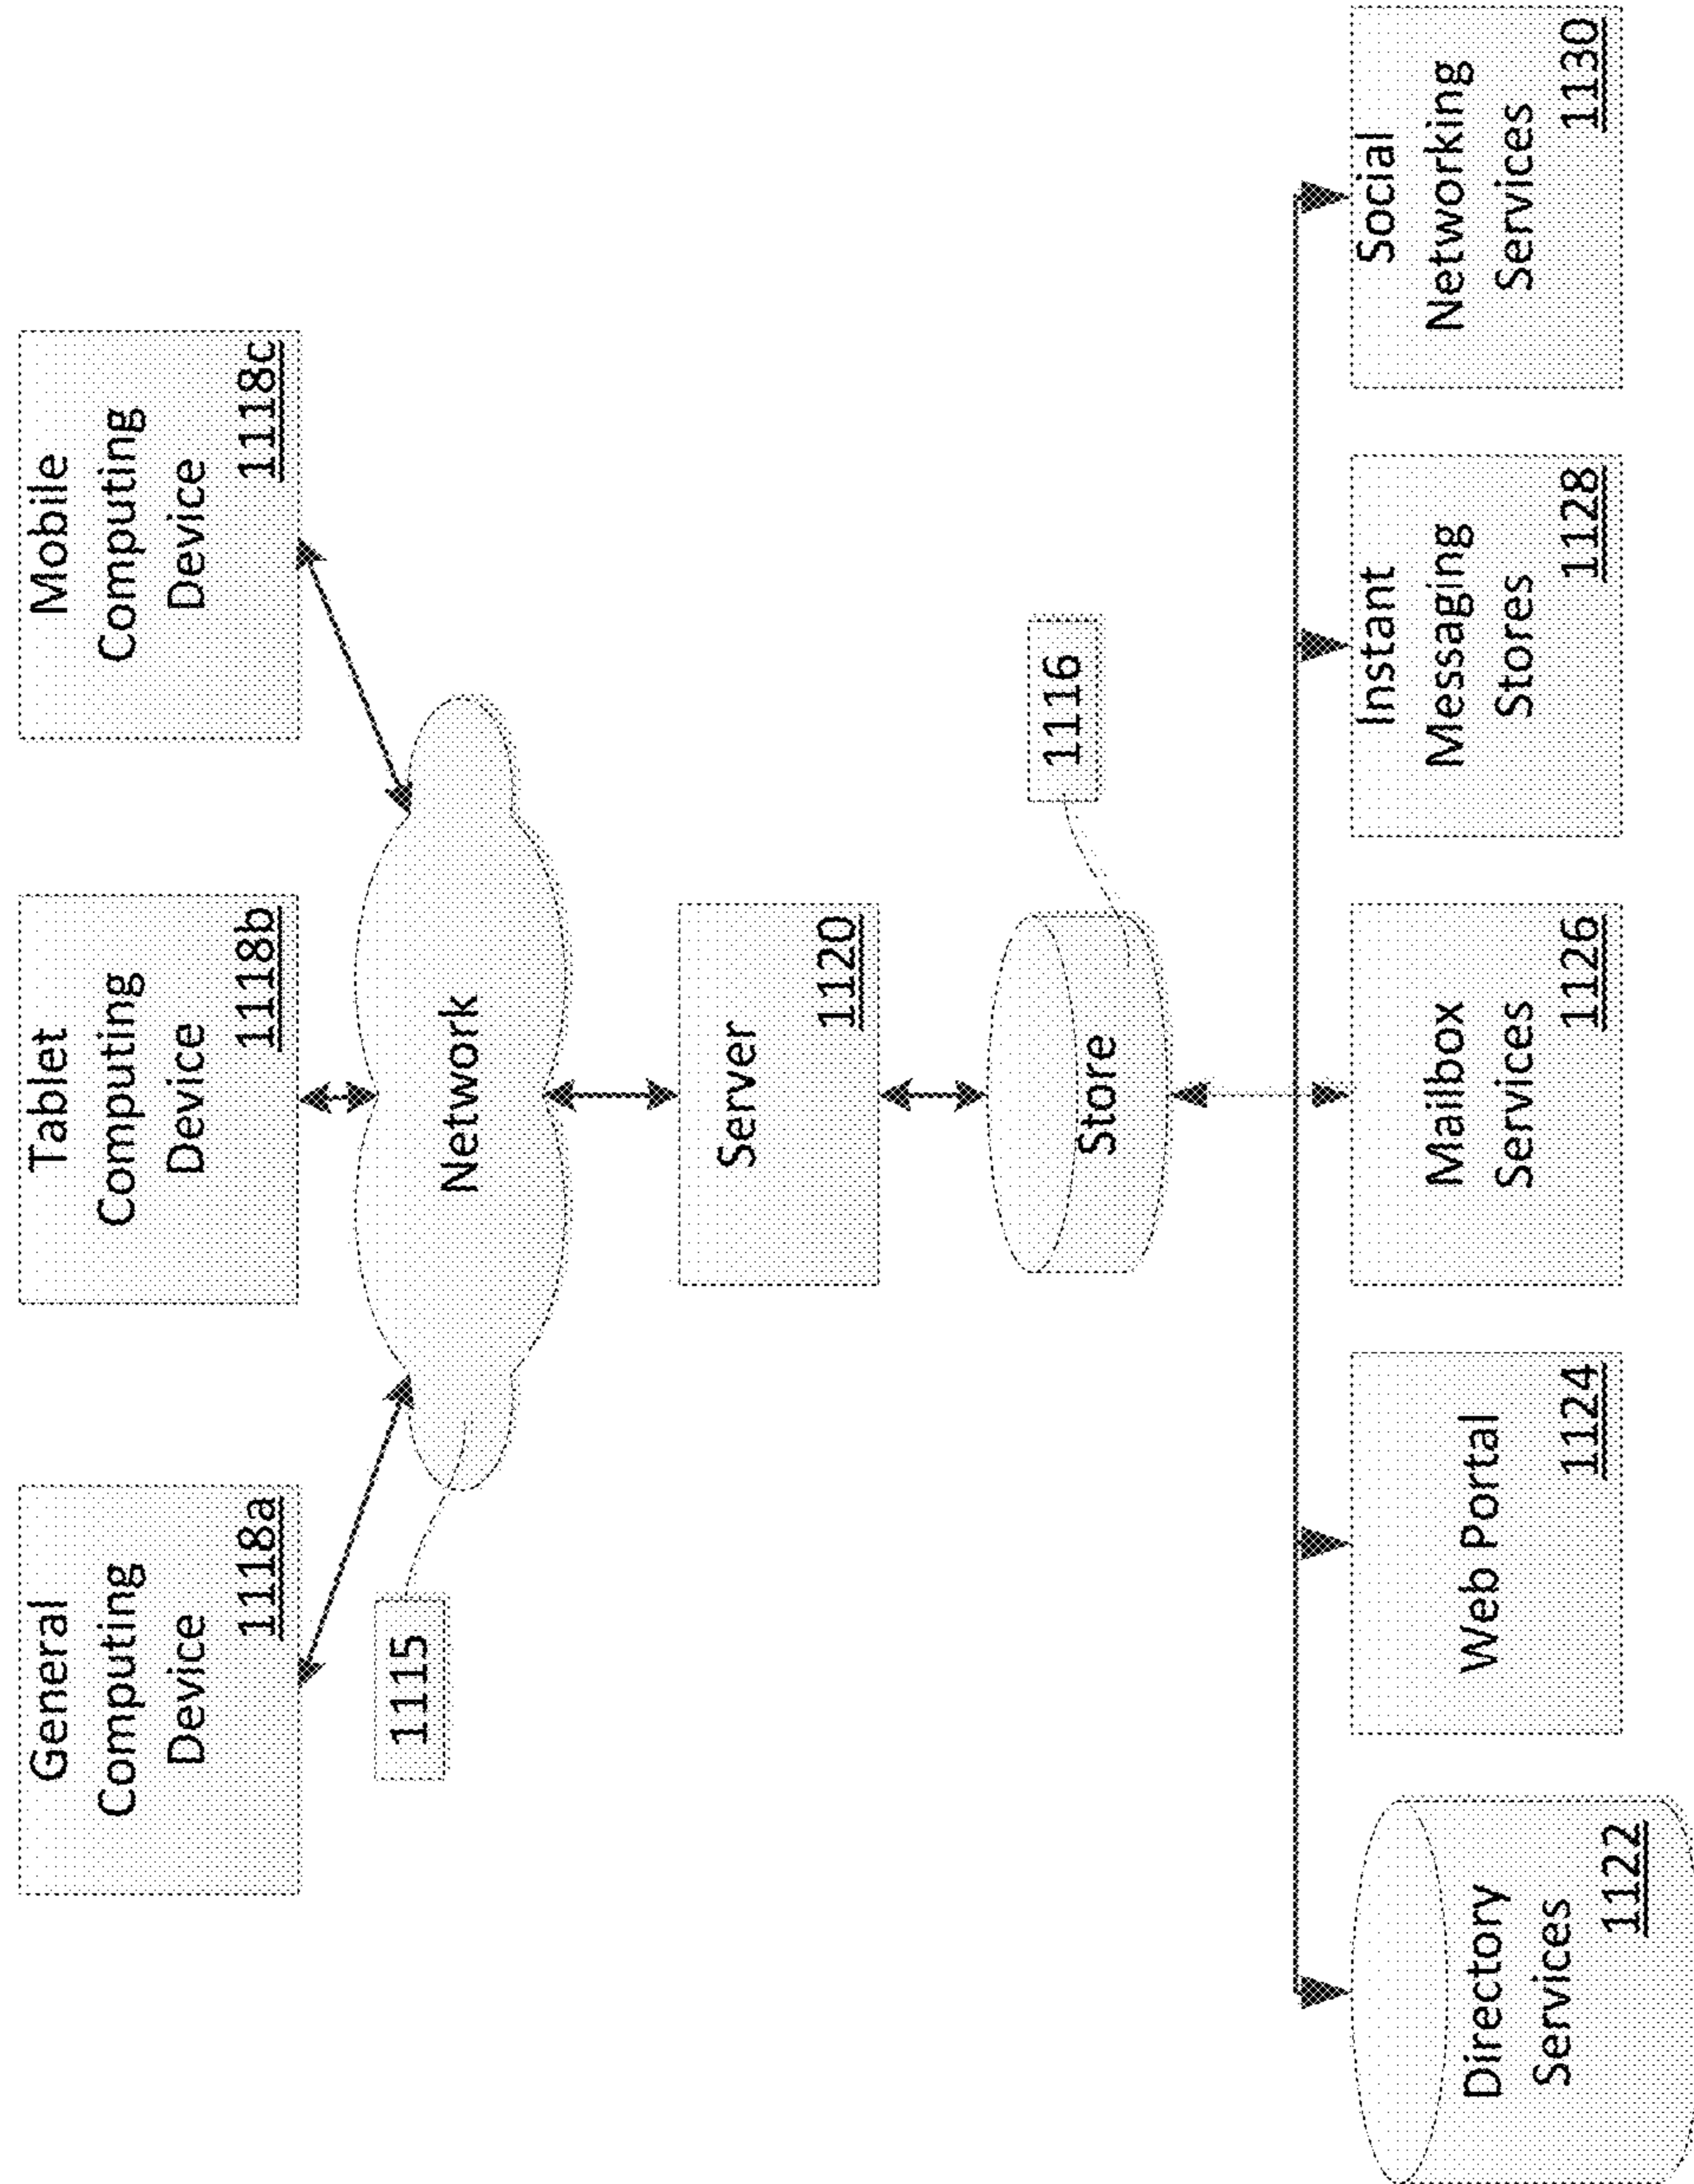 General
Computing
Device
1118a
Tablet
Computing
Device
1118b
Mobile
Computing
Device
1118c
1115
Network
Server
1120
1116
Store
Directory
Services
1122
Web Portal
1124
Mailbox
Services
1126
Instant
Messaging
Stores
1128
Social
Networking
Services
1130